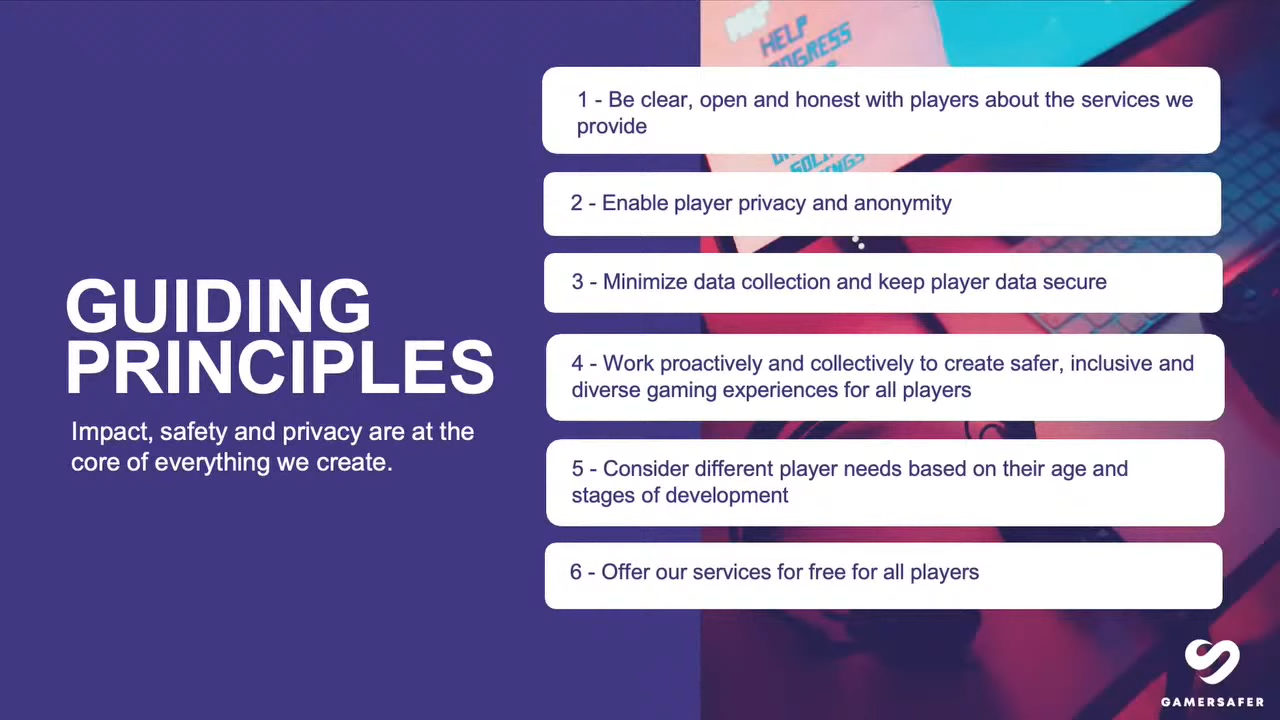 GUIDING
PRINCIPLES
Impact, safety and privacy are at the
core of everything we create.
HELP
1 - Be clear, open and honest with players about the services we
provide
2 - Enable player privacy and anonymity
3 - Minimize data collection and keep player data secure
4 - Work proactively and collectively to create safer, inclusive and
diverse gaming experiences for all players
5 - Consider different player needs based on their age and
stages of development
6 - Offer our services for free for all players
GAMERSAFER